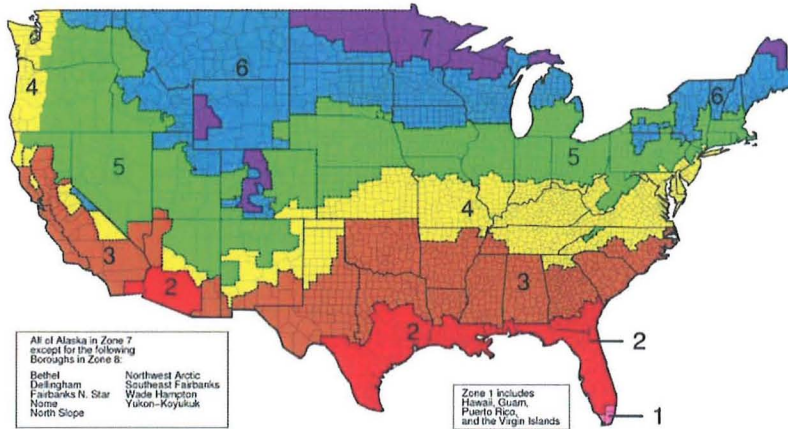 7
6
4
6
5
5
4
3
3
2
2
2
1
All of Alaska in Zone 7
except for the following
Boroughs in Zone 8:
Bethel Northwest Arctic
Dellingham Southeast Fairbanks
Fairbanks N. Star Wade Hampton
Nome Yukon-Koyukuk
North Slope
Zone 1 includes
Hawaii, Guam,
Puerto Rico,
and the Virgin Islands